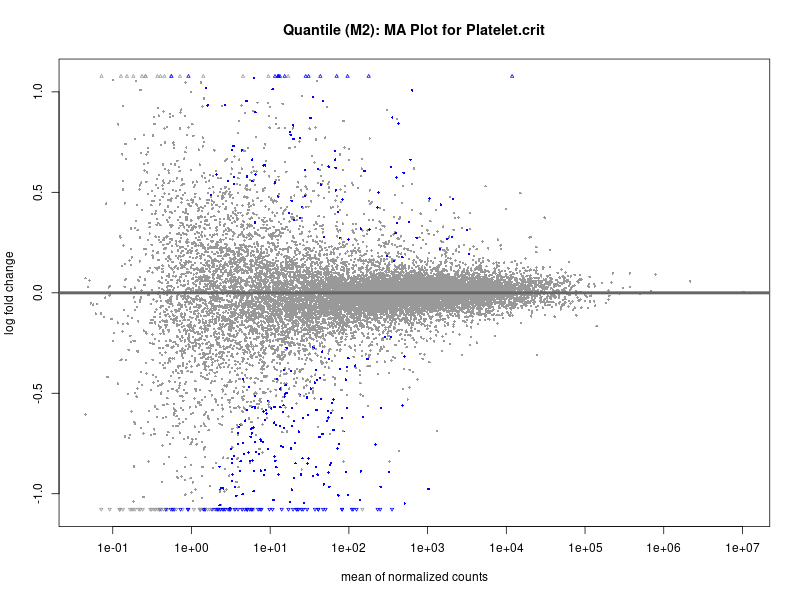 Quantile (M2): MA Plot for Platelet.crit
log fold change
1.0
0.5
0.0
-0.5
-1.0
1e-01 1e+00 1e+01 1e+02 1e+03 1e+04 1e+05 1e+06 1e+07
mean of normalized counts